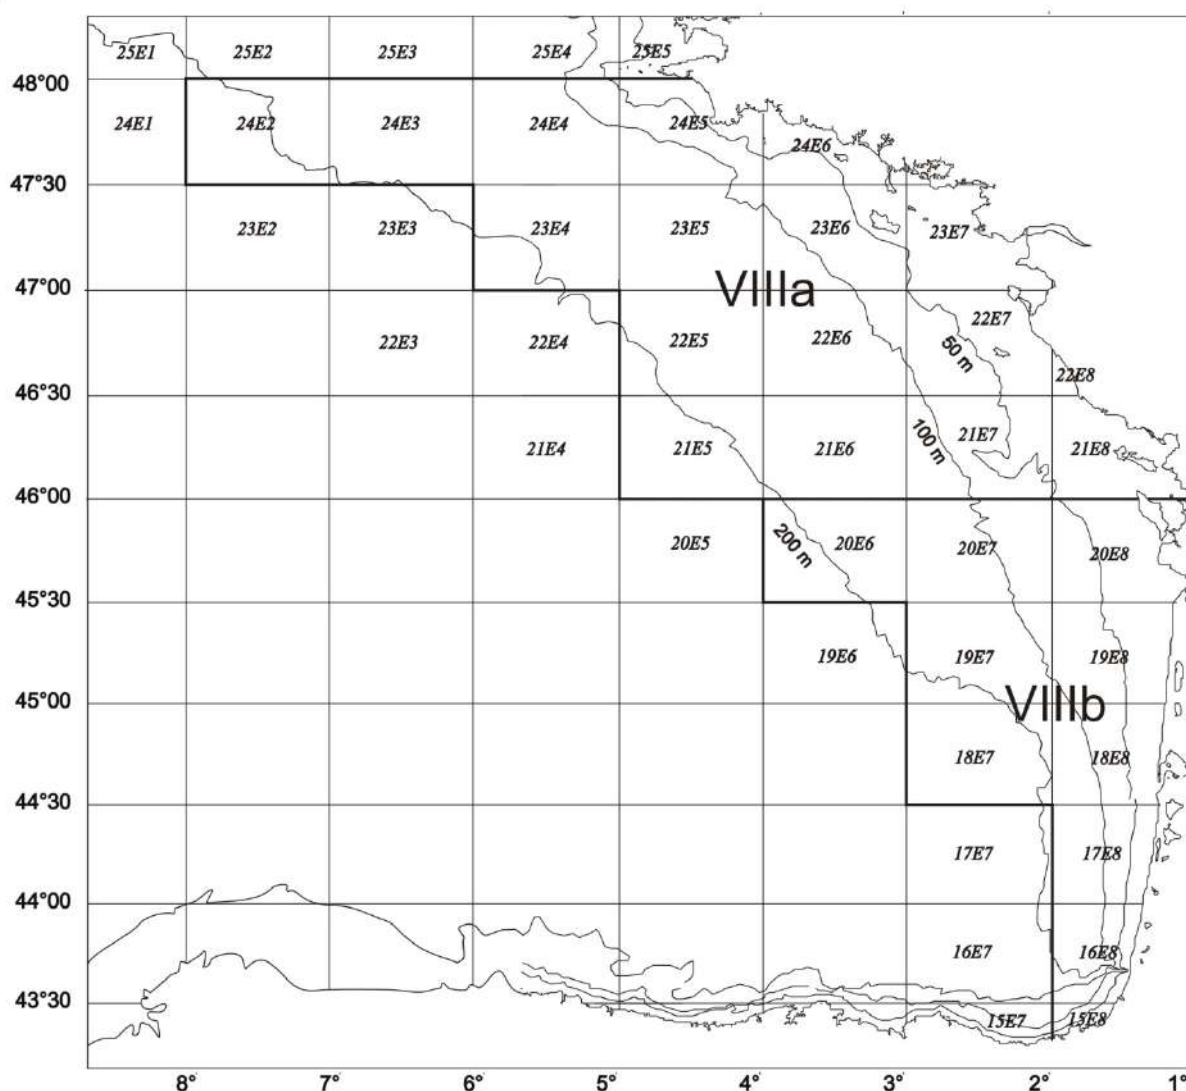 25E1 25E2 25E3 25E4 25E5
48°00
24E1 24E2 24E3 24E4 24E5 24E6
47°30
23E2 23E3 23E4 23E5 23E6 23E7
47°00 VIIIa
22E3 22E4 22E5 22E6 22E7
50 m
22E8
46°30
21E4 21E5 21E6 100 m 21E7 21E8
46°00
20E5 200 m 20E6 20E7 20E8
45°30
19E6 19E7 19E8
45°00 VIIIb
18E7 18E8
44°30
17E7 17E8
44°00
16E7 16E8
43°30
15E7 15E8
8° 7° 6° 5° 4° 3° 2° 1°